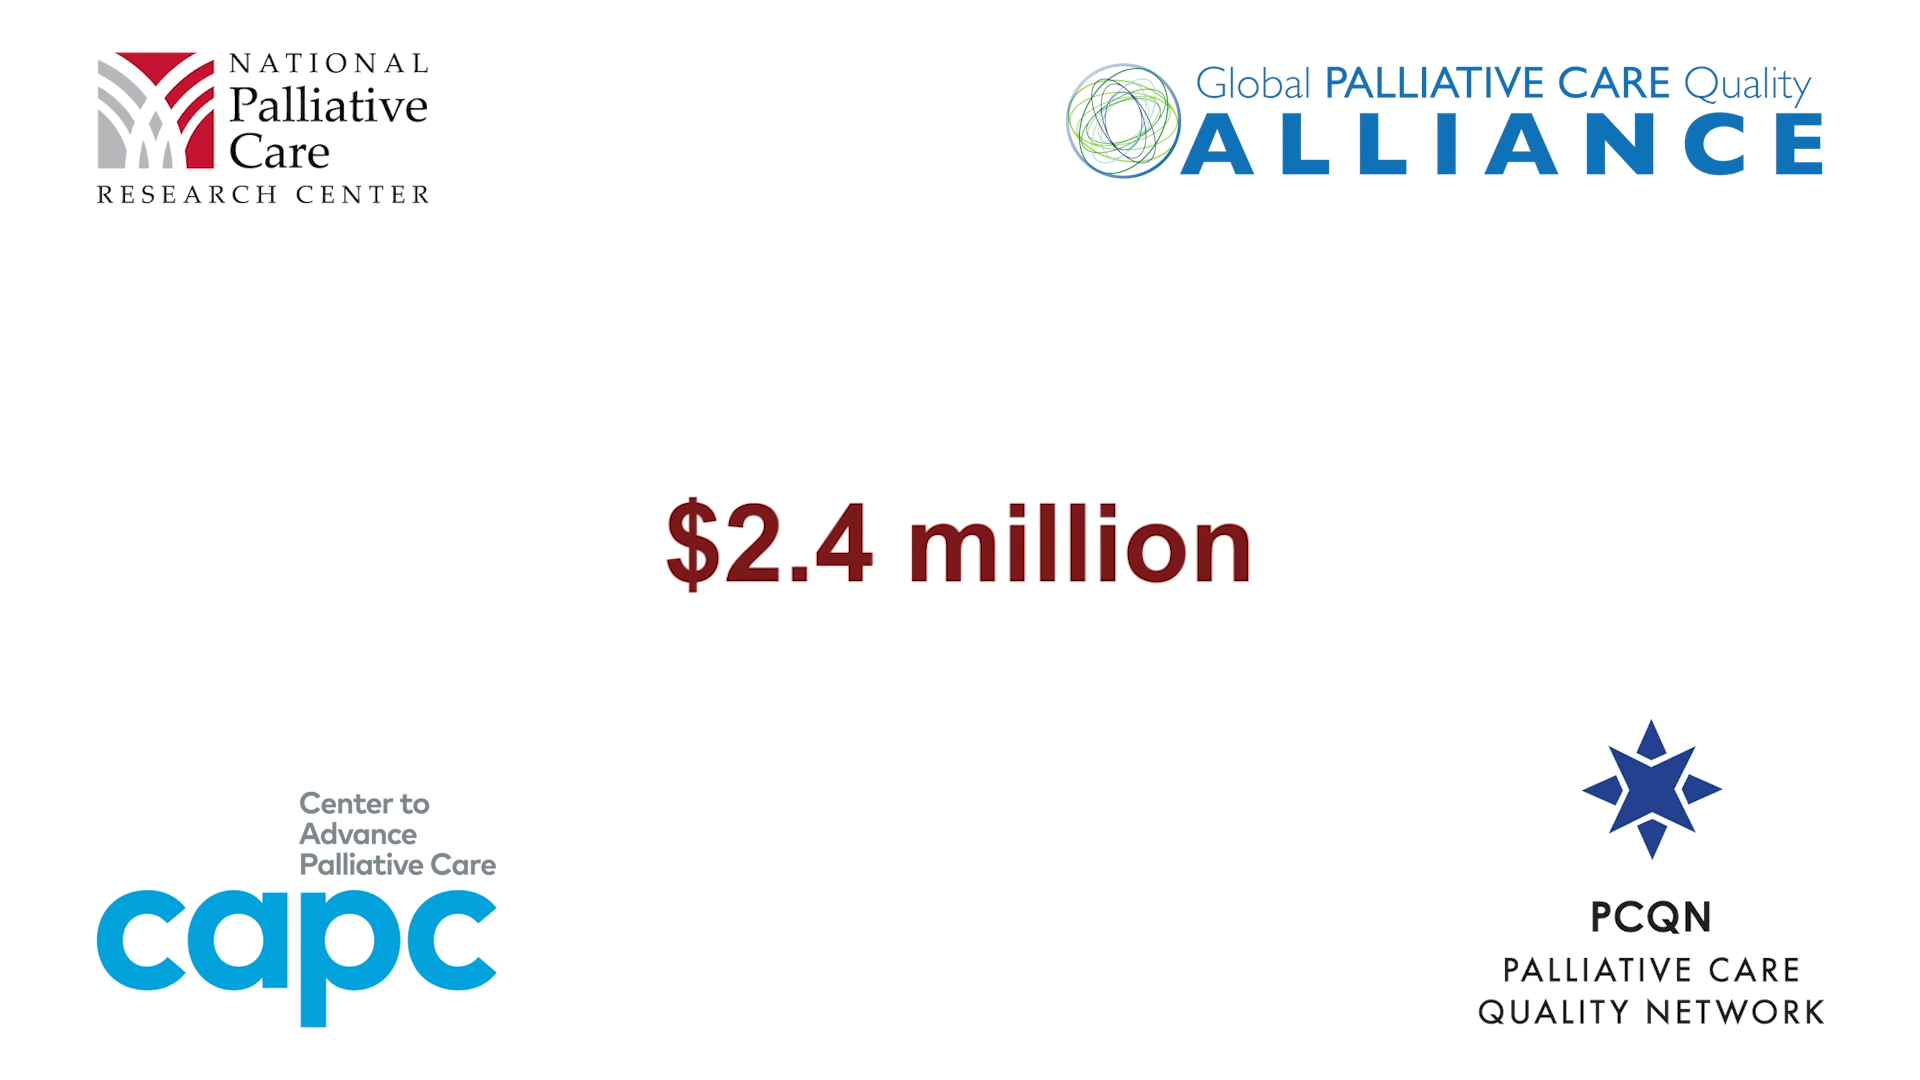 NATIONAL
Palliative
Care
RESEARCH CENTER
Global PALLIATIVE CARE Quality
ALLIANCE
$2.4 million
Center to
Advance
Palliative Care
capc
PCQN
PALLIATIVE CARE
QUALITY NETWORK